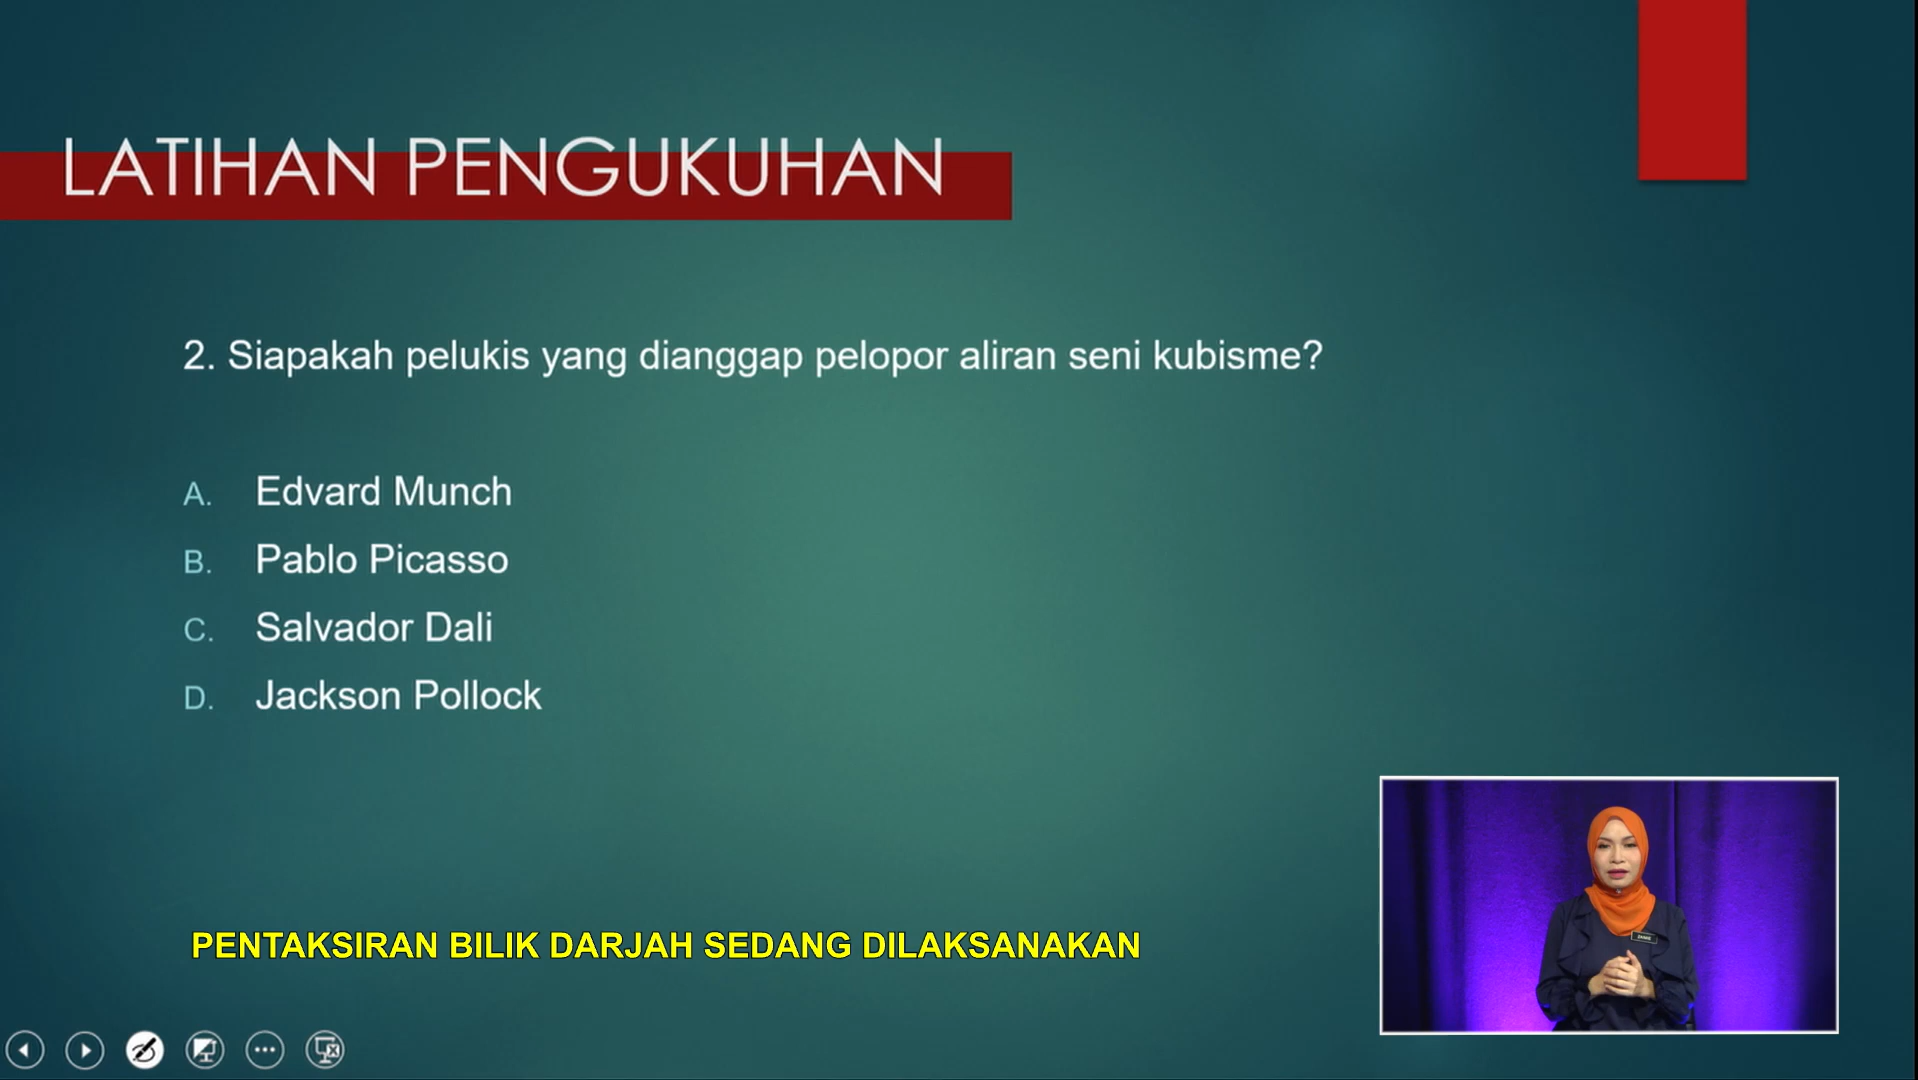 LATIHAN PENGUKUHAN
2. Siapakah pelukis yang dianggap pelopor aliran seni kubisme?
A. Edvard Munch
B. Pablo Picasso
C. Salvador Dali
D. Jackson Pollock
PENTAKSIRAN BILIK DARJAH SEDANG DILAKSANAKAN